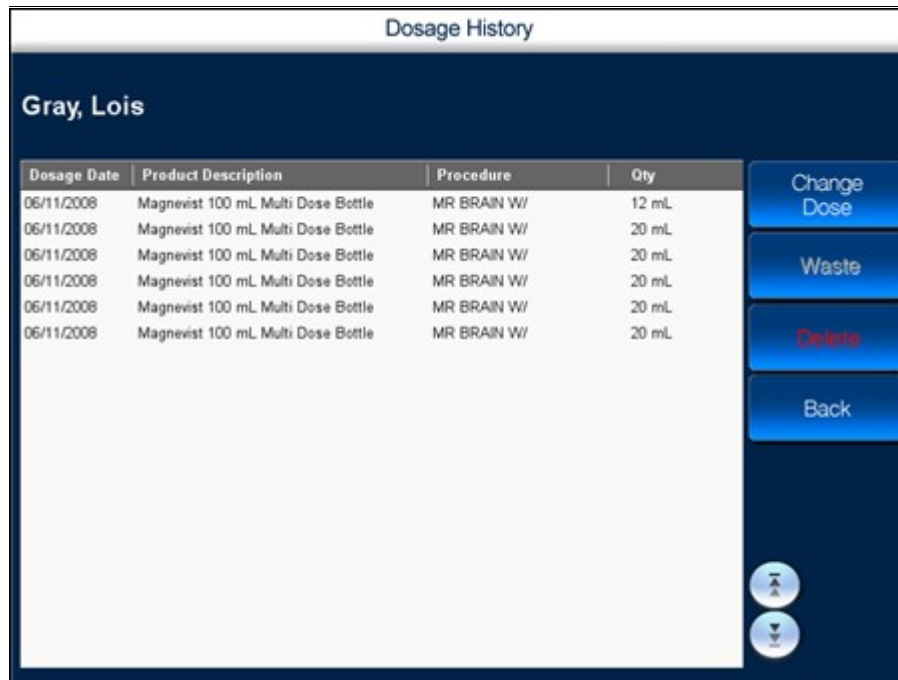 Dosage History
Gray, Lois
Dosage Date Product Description Procedure Qty
06/11/2008 Magnevist 100 mL Multi Dose Bottle MR BRAIN W/ 12 mL
06/11/2008 Magnevist 100 mL Multi Dose Bottle MR BRAIN W/ 20 mL
06/11/2008 Magnevist 100 mL Multi Dose Bottle MR BRAIN W/ 20 mL
06/11/2008 Magnevist 100 mL Multi Dose Bottle MR BRAIN W/ 20 mL
06/11/2008 Magnevist 100 mL Multi Dose Bottle MR BRAIN W/ 20 mL
06/11/2008 Magnevist 100 mL Multi Dose Bottle MR BRAIN W/ 20 mL
Change
Dose
Waste
Delete
Back